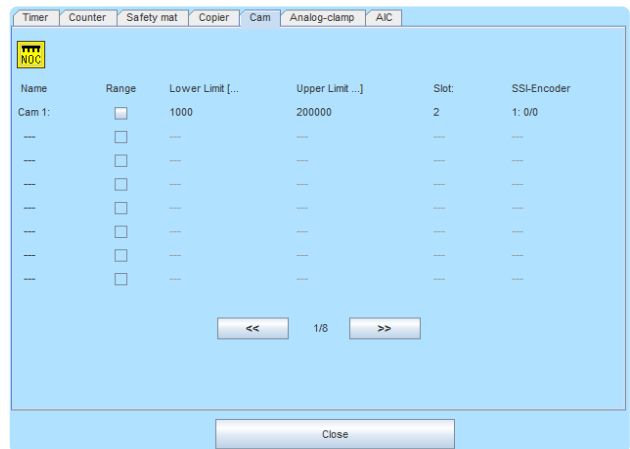 Timer Counter Safety mat Copier Cam Analog-clamp AIC
NOC
Name Range Lower Limit [... Upper Limit ...] Slot: SSI-Encoder
Cam 1: 1000 200000 2 1: 0/0
--- --- --- --- ---
--- --- --- --- ---
--- --- --- --- ---
--- --- --- --- ---
--- --- --- --- ---
--- --- --- --- ---
--- --- --- --- ---
<< 1/8 >>
Close